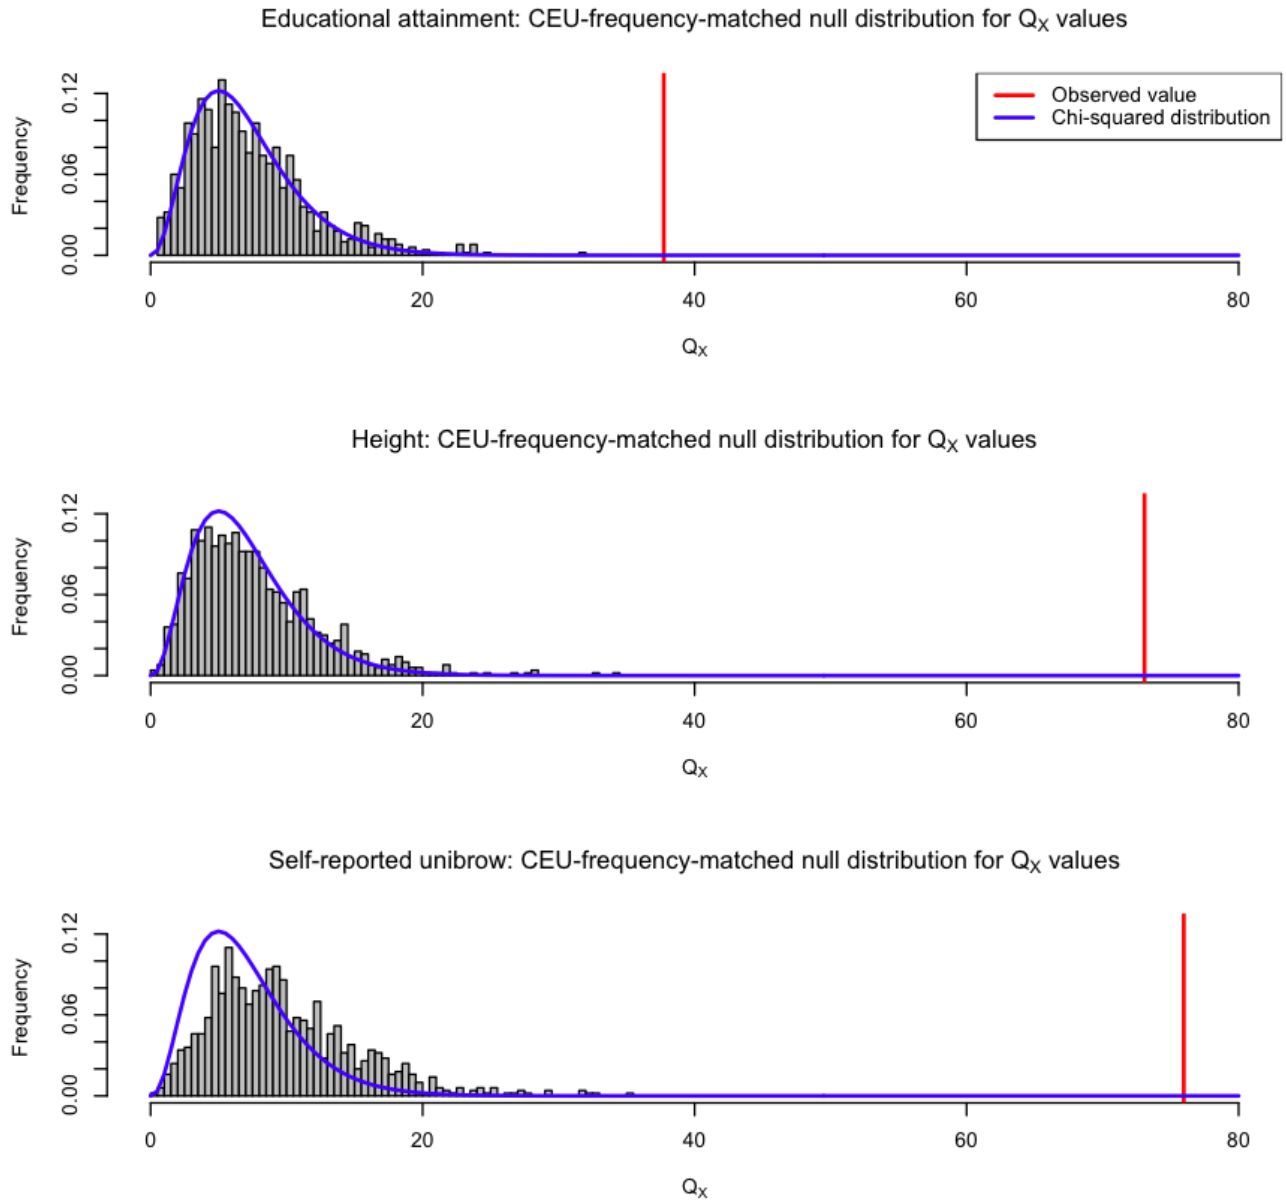 Educational attainment: CEU-frequency-matched null distribution for QX values
Observed value
Chi-squared distribution
Frequency
0.12
0.06
0.00
0 20 40 60 80
QX
Height: CEU-frequency-matched null distribution for QX values
Frequency
0.12
0.06
0.00
0 20 40 60 80
QX
Self-reported unibrow: CEU-frequency-matched null distribution for QX values
Frequency
0.12
0.06
0.00
0 20 40 60 80
QX